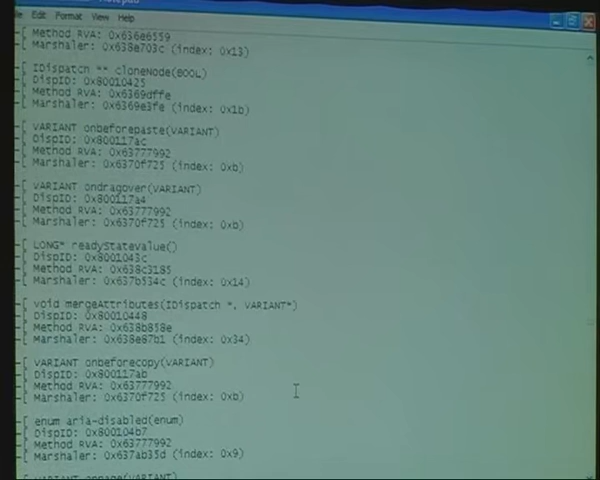 Edit Format View Help
-[ Method RVA: 0x636e6559
-[ Marshaler: 0x638e703c (index: 0x13)
-[ IDispatch ** cloneNode(BOOL)
-[ DispID: 0x80010425
-[ Method RVA: 0x6369dffe
-[ Marshaler: 0x6369e3fe (index: 0x1b)
-[ VARIANT onbeforepaste(VARIANT)
-[ DispID: 0x800117ac
-[ Method RVA: 0x63777992
-[ Marshaler: 0x6370f725 (index: 0xb)
-[ VARIANT ondragover(VARIANT)
-[ DispID: 0x800117a4
-[ Method RVA: 0x63777992
-[ Marshaler: 0x6370f725 (index: 0xb)
-[ LONG* readyStatevalue()
-[ DispID: 0x8001043c
-[ Method RVA: 0x638c3185
-[ Marshaler: 0x637b534c (index: 0x14)
-[ void mergeAttributes(IDispatch *, VARIANT*)
-[ DispID: 0x80010448
-[ Method RVA: 0x638b858e
-[ Marshaler: 0x638e87b1 (index: 0x34)
-[ VARIANT onbeforecopy(VARIANT)
-[ DispID: 0x800117ab
-[ Method RVA: 0x63777992
-[ Marshaler: 0x6370f725 (index: 0xb)
-[ enum aria-disabled(enum)
-[ DispID: 0x800104b7
-[ Method RVA: 0x63777992
-[ Marshaler: 0x637ab35d (index: 0x9)